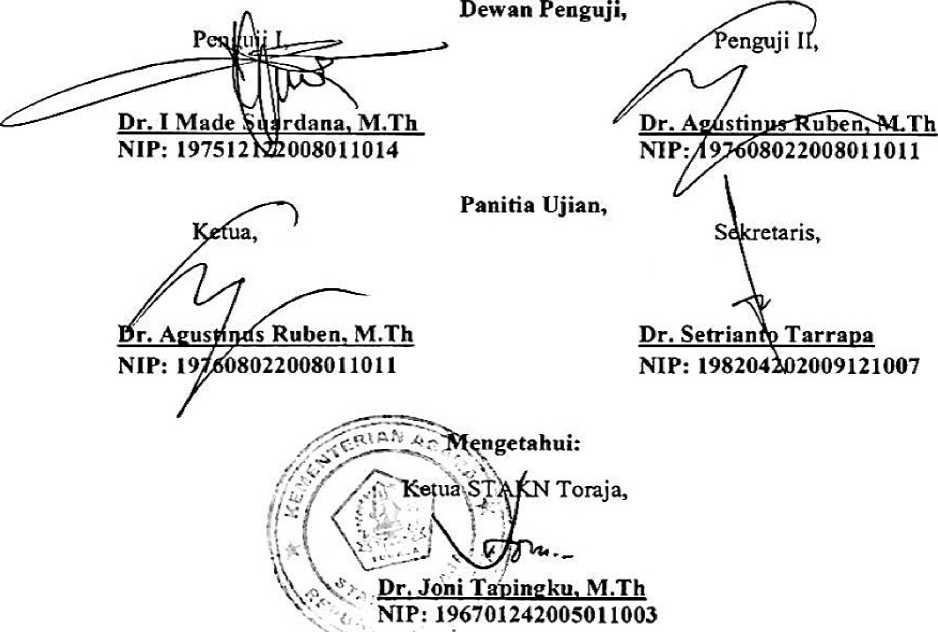 Dewan Penguji,
Penguji I,
Penguji II,
Dr. I Made Suardana, M.Th
NIP: 197512122008011014
Dr. Agustinus Ruben, M.Th
NIP: 197608022008011011
Panitia Ujian,
Ketua,
Sekretaris,
Dr. Agustinus Ruben, M.Th
NIP: 197608022008011011
Dr. Setrianto Tarrapa
NIP: 198204202009121007
Mengetahui:
Ketua STAKN Toraja,
KEMENTERIAN AGAMA
Dr. Joni Tapingku, M.Th
NIP: 196701242005011003